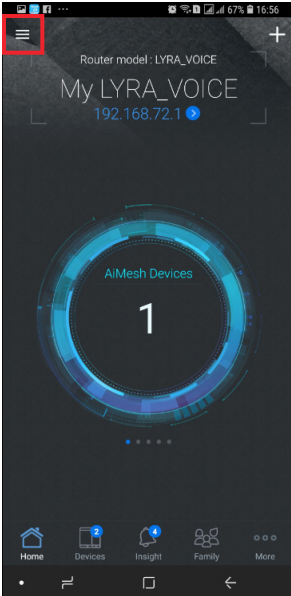 67% 16:56
Router model : LYRA_VOICE
My LYRA_VOICE
192.168.72.1
AiMesh Devices
1
2
4
Home Devices Insight Family More